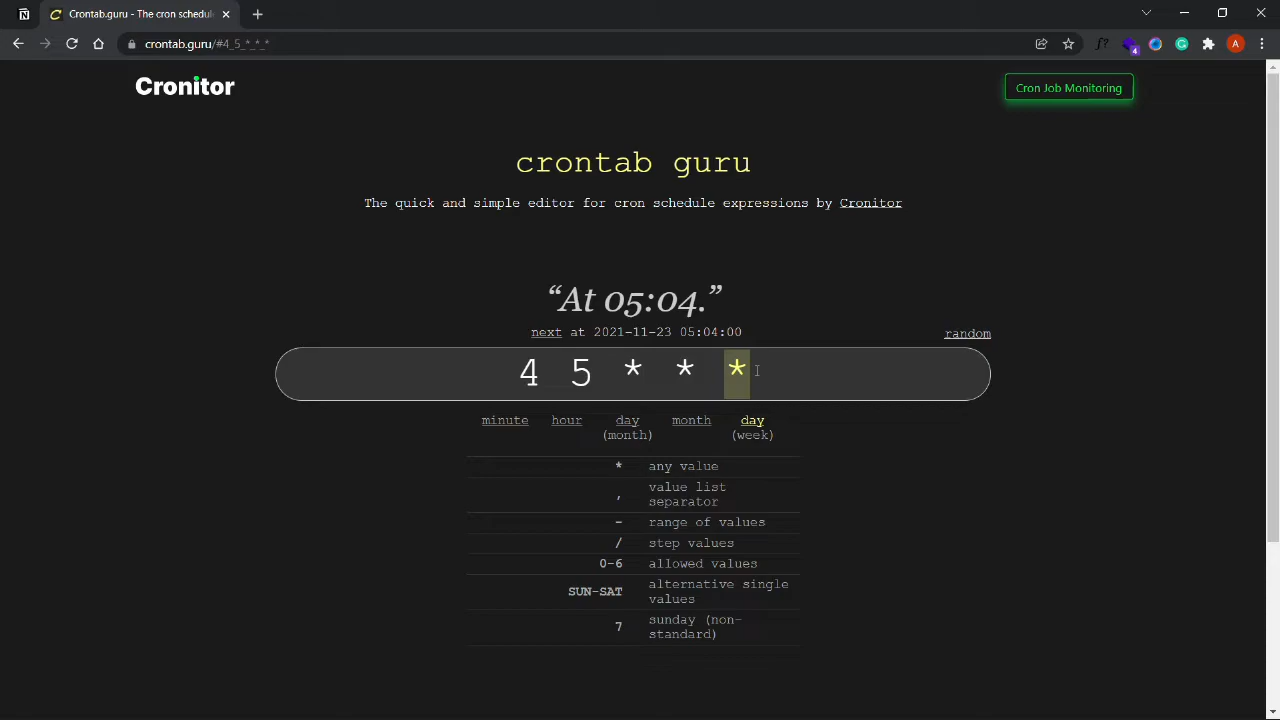 Crontab.guru - The cron schedul
crontab.guru/#4_5_*_*_*
4
A
Cronitor
Cron Job Monitoring
crontab guru
The quick and simple editor for cron schedule expressions by Cronitor
“At 05:04.”
next at 2021-11-23 05:04:00
random
4 5 * * *
minute hour day month day
(month) (week)
* any value
, value list
separator
- range of values
/ step values
0-6 allowed values
SUN-SAT alternative single
values
7 sunday (non-
standard)